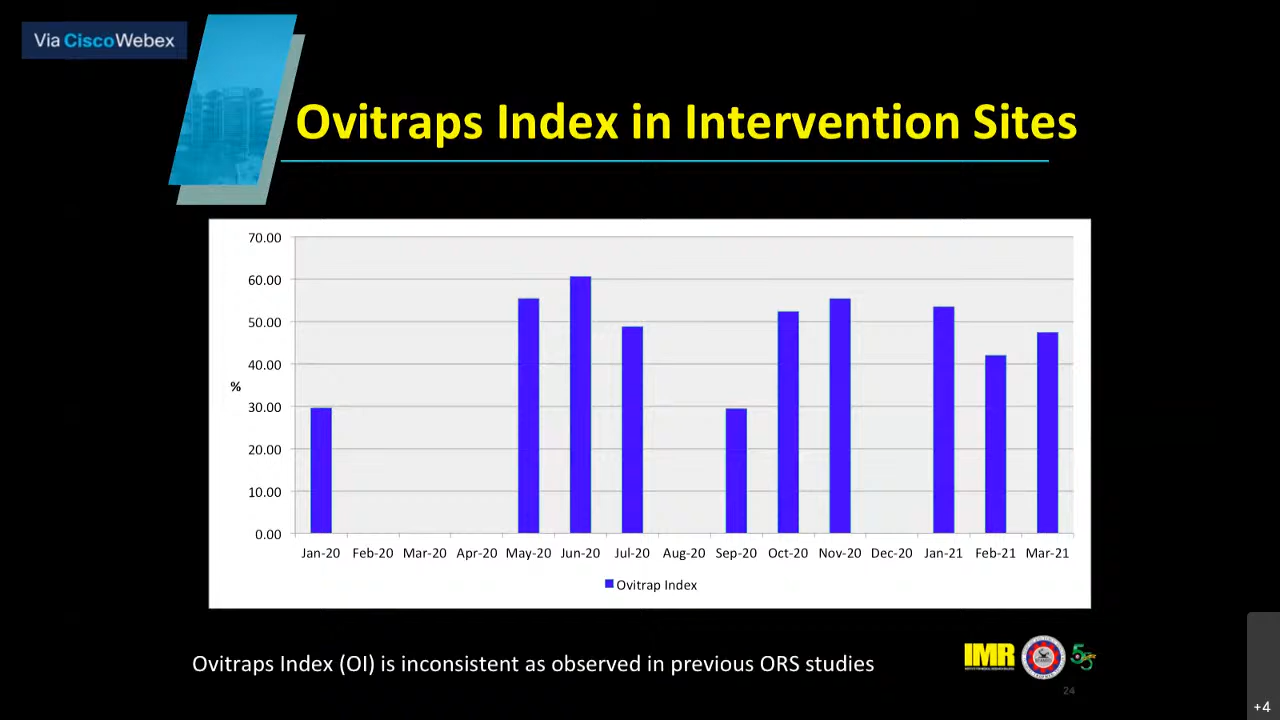 Via CiscoWebex
Ovitraps Index in Intervention Sites
70.00
60.00
50.00
40.00
%
30.00
20.00
10.00
0.00
Jan-20 Feb-20 Mar-20 Apr-20 May-20 Jun-20 Jul-20 Aug-20 Sep-20 Oct-20 Nov-20 Dec-20 Jan-21 Feb-21 Mar-21
Ovitrap Index
Ovitraps Index (OI) is inconsistent as observed in previous ORS studies
IMR
24
+4